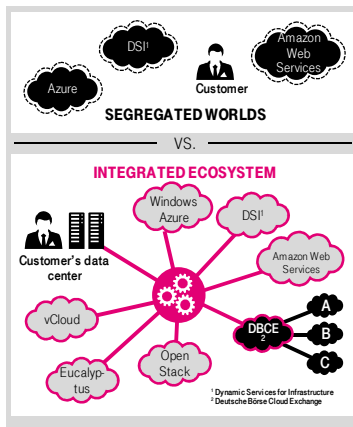 DSI¹
Amazon
Web
Services
Azure
Customer
SEGREGATED WORLDS
VS.
INTEGRATED ECOSYSTEM
Windows
Azure
DSI¹
Customer's data
center
Amazon Web
Services
vCloud
DBCE
2
A
B
C
Open
Stack
Eucalyp-
tus
¹ Dynamic Services for Infrastructure
² Deutsche Börse Cloud Exchange